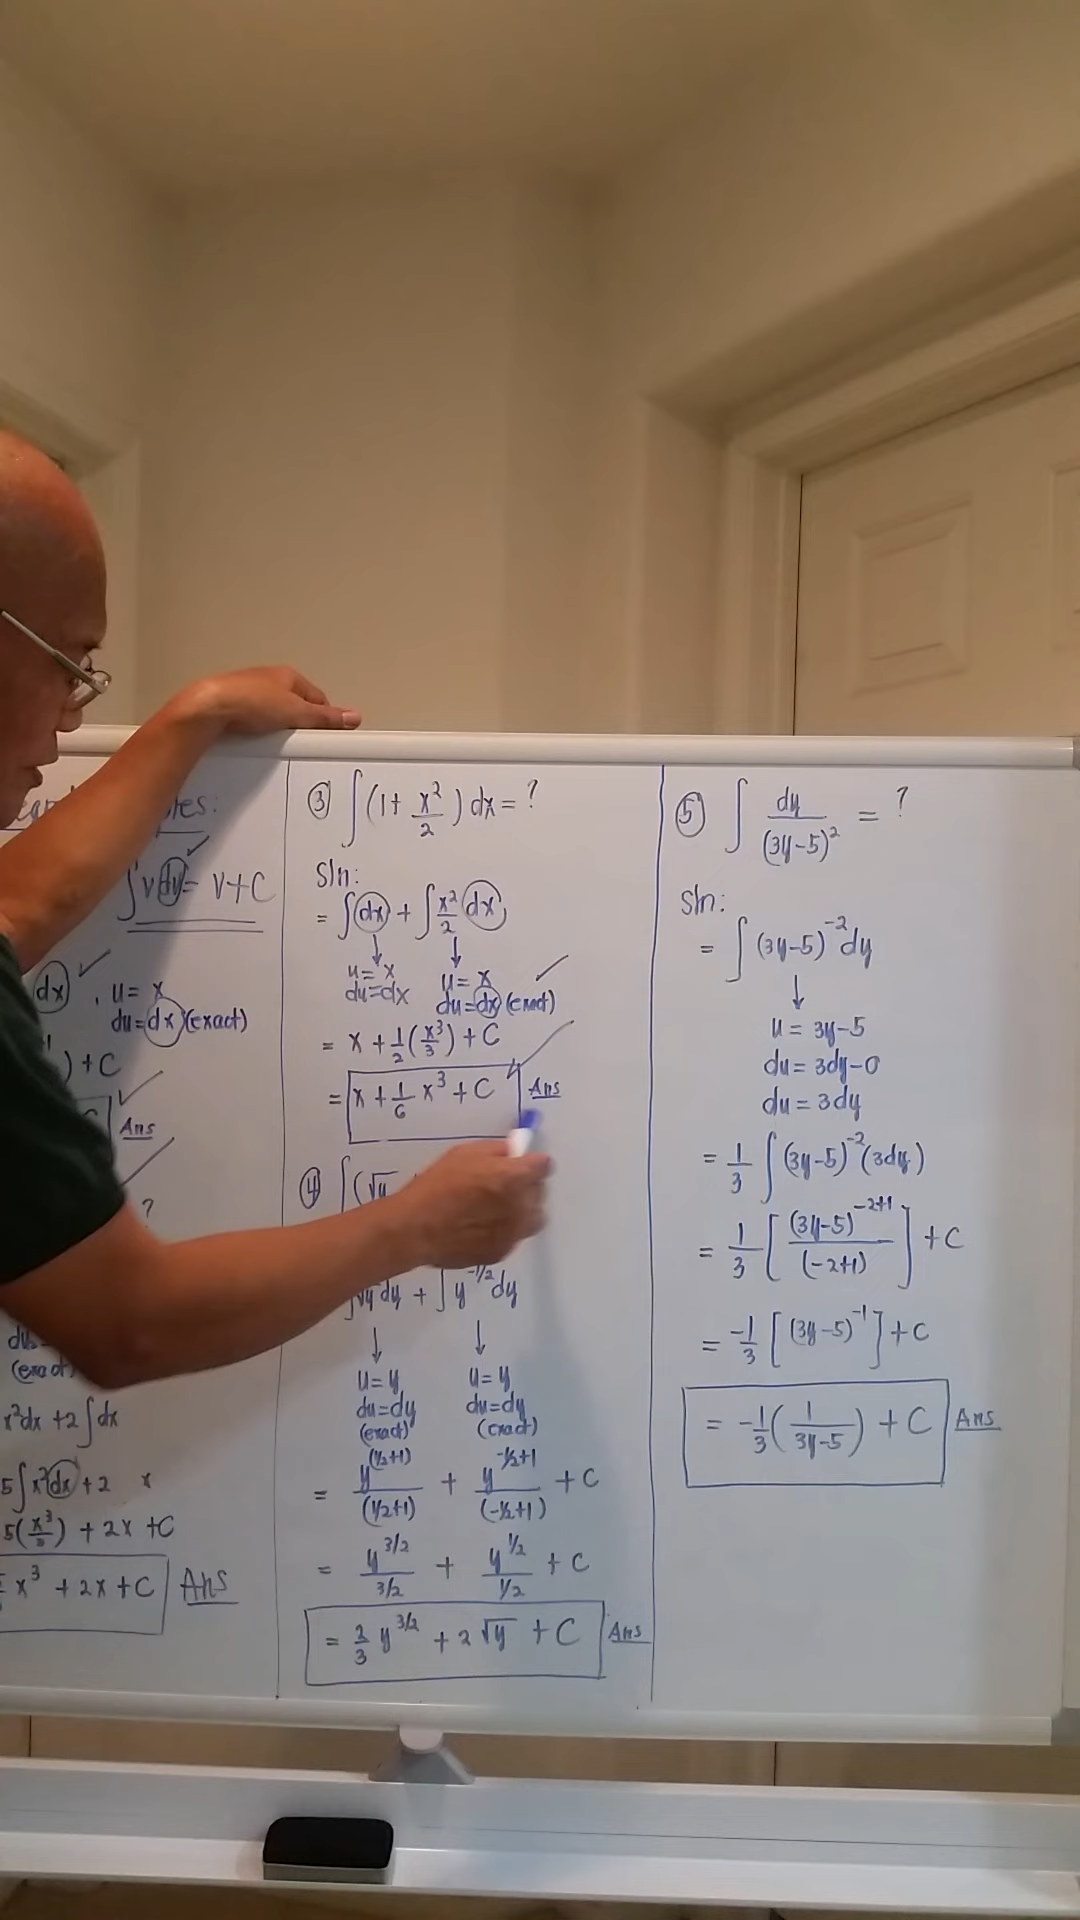 ∫v dv = v+C
dx , u = x
du = dx (exact)
) + C
Ans
?
(exact)
x²dx + 2∫dx
5∫x²dx + 2 x
5(x³/3) + 2x + C
x³ + 2x + C Ans
③ ∫(1 + x²/2) dx = ?
Sln:
= ∫dx + ∫x²/2 dx
u = x u = x
du = dx du = dx (exact)
= x + 1/2(x³/3) + C
= x + 1/6 x³ + C Ans
④ ∫(√y
√y dy + ∫y^(-1/2) dy
u = y u = y
du = dy du = dy
(exact) (exact)
= y^(1/2+1)/(1/2+1) + y^(-1/2+1)/(-1/2+1) + C
= y^(3/2)/(3/2) + y^(1/2)/(1/2) + C
= 2/3 y^(3/2) + 2√y + C Ans
⑤ ∫ dy/(3y-5)² = ?
Sln:
= ∫(3y-5)^(-2) dy
u = 3y-5
du = 3dy-0
du = 3dy
= 1/3 ∫(3y-5)^(-2) (3dy)
= 1/3 [(3y-5)^(-2+1)/(-2+1)] + C
= -1/3 [(3y-5)^(-1)] + C
= -1/3 (1/(3y-5)) + C Ans